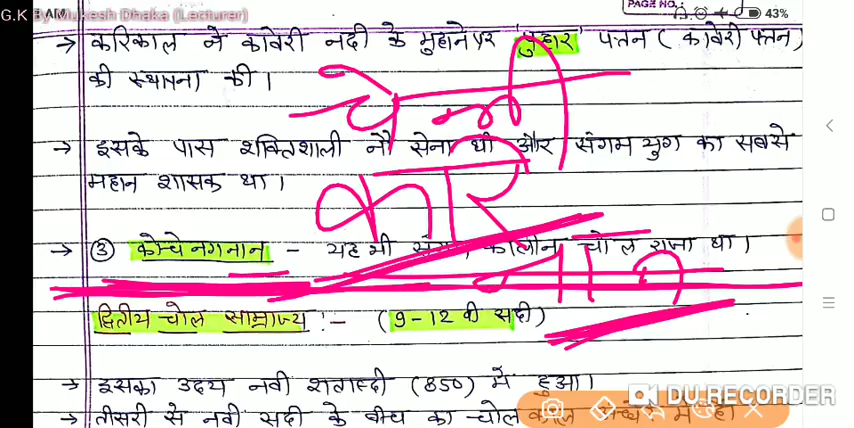 G.K By Mukesh Dhaka (Lecturer)
AM
PAGE NO.
43%
→ करिकाल ने कावेरी नदी के मुहाने पर 'पुहार' पत्तन (कावेरी पत्तन)
की स्थापना की।
→ इसके पास शक्तिशाली नौ सेना थी और संगम युग का सबसे
महान शासक था।
→ ③ कोच्चेनगनान - यह भी कालीन चोल राजा था।
द्वितीय चोल साम्राज्य :- (9-12 वी सदी)
→ इसका उदय नवी शताब्दी (850) में हुआ।
→ तीसरी से नवी सदी के बीच का चोल
DU RECORDER